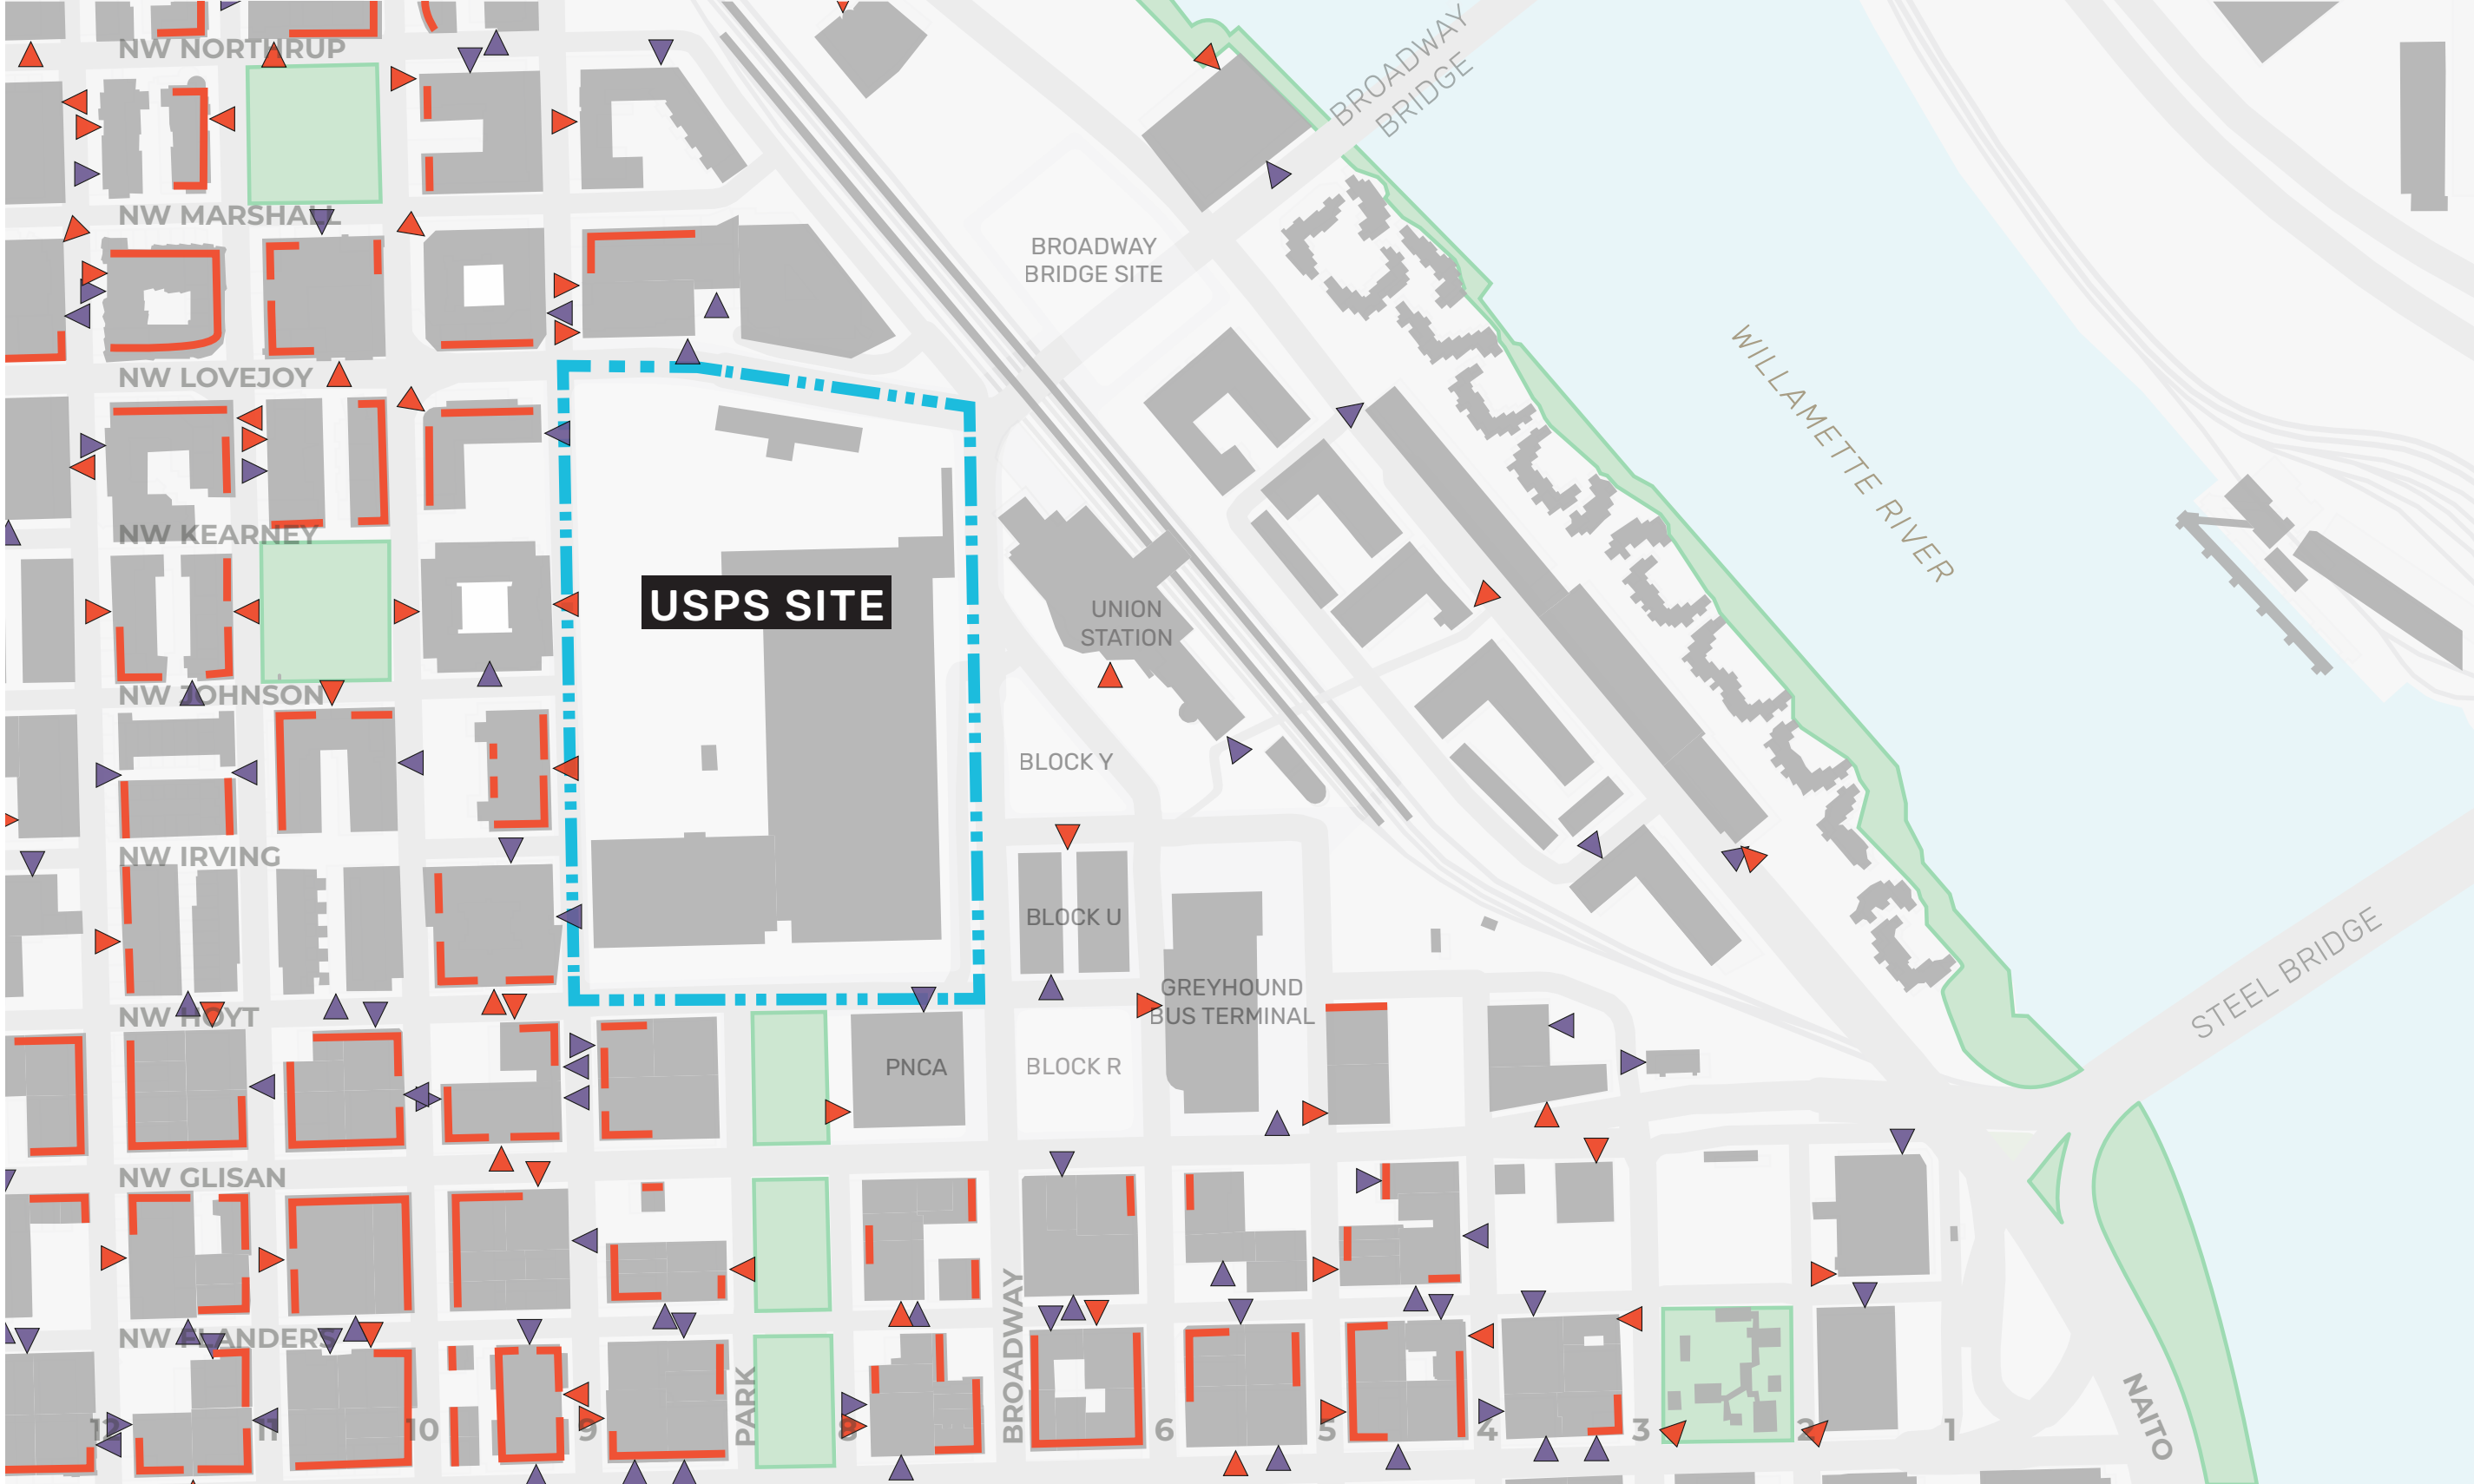 NW NORTHRUP
BROADWAY
BRIDGE
NW MARSHALL
BROADWAY
BRIDGE SITE
NW LOVEJOY
WILLAMETTE RIVER
NW KEARNEY
USPS SITE
UNION
STATION
NW JOHNSON
BLOCK Y
NW IRVING
BLOCK U
STEEL BRIDGE
GREYHOUND
BUS TERMINAL
NW HOYT
PNCA
BLOCK R
NW GLISAN
NW FLANDERS
BROADWAY
PARK
NAITO
12
11
10
9
8
6
5
4
3
2
1